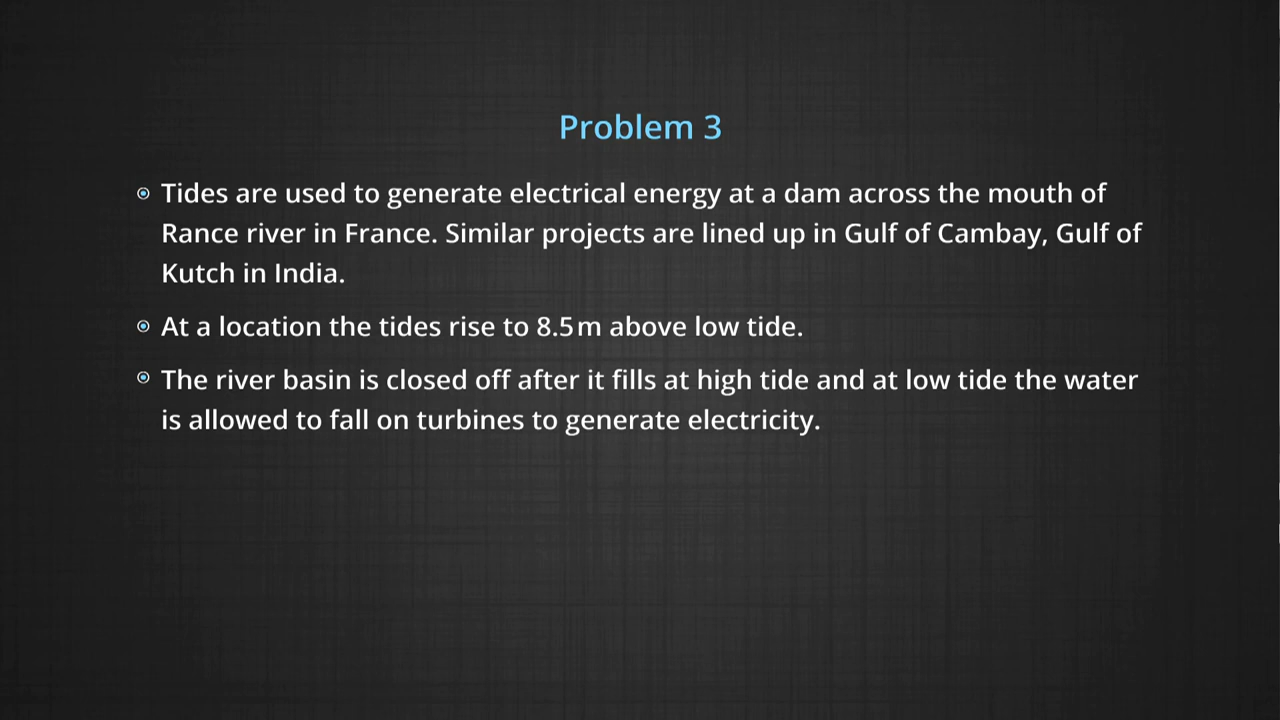 Problem 3
Tides are used to generate electrical energy at a dam across the mouth of
Rance river in France. Similar projects are lined up in Gulf of Cambay, Gulf of
Kutch in India.
At a location the tides rise to 8.5 m above low tide.
The river basin is closed off after it fills at high tide and at low tide the water
is allowed to fall on turbines to generate electricity.